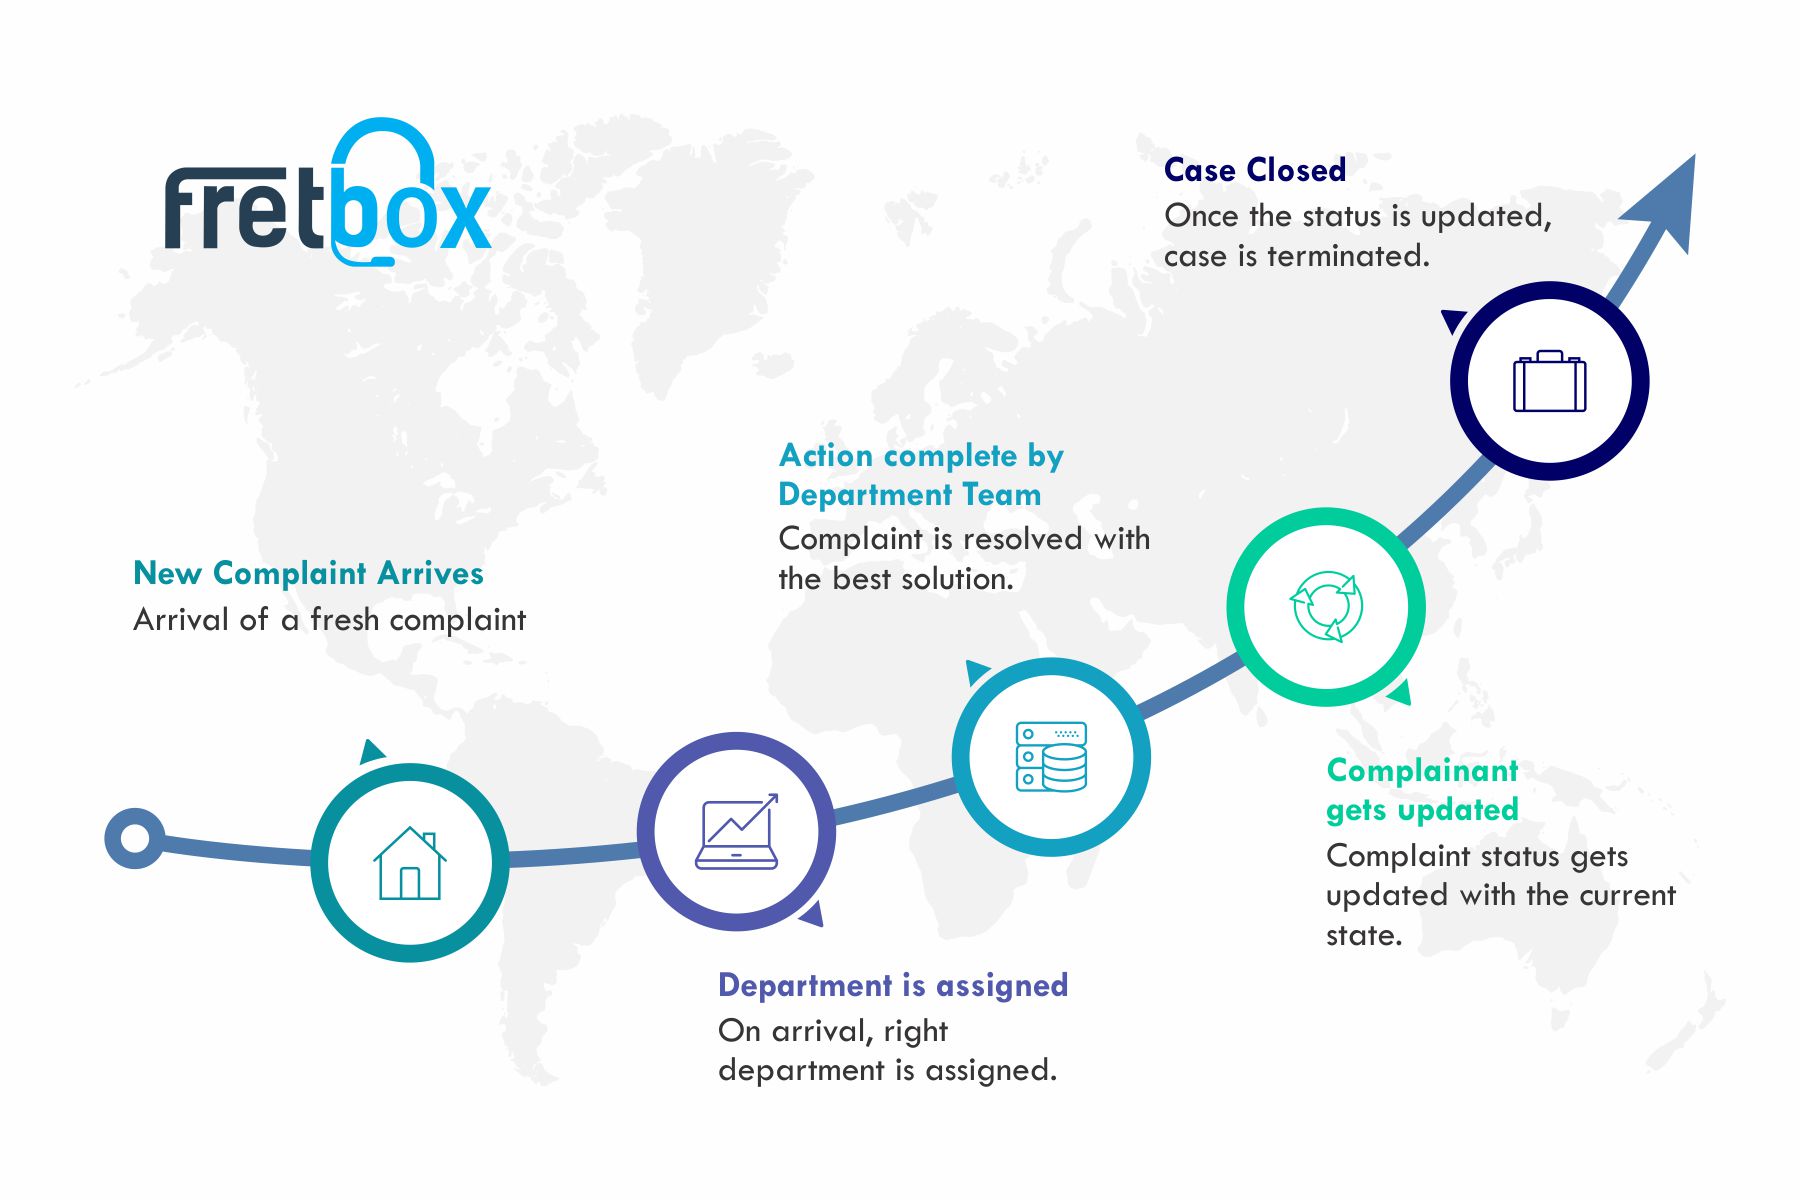 fretbox
New Complaint Arrives
Arrival of a fresh complaint
Department is assigned
On arrival, right
department is assigned.
Action complete by
Department Team
Complaint is resolved with
the best solution.
Complainant
gets updated
Complaint status gets
updated with the current
state.
Case Closed
Once the status is updated,
case is terminated.